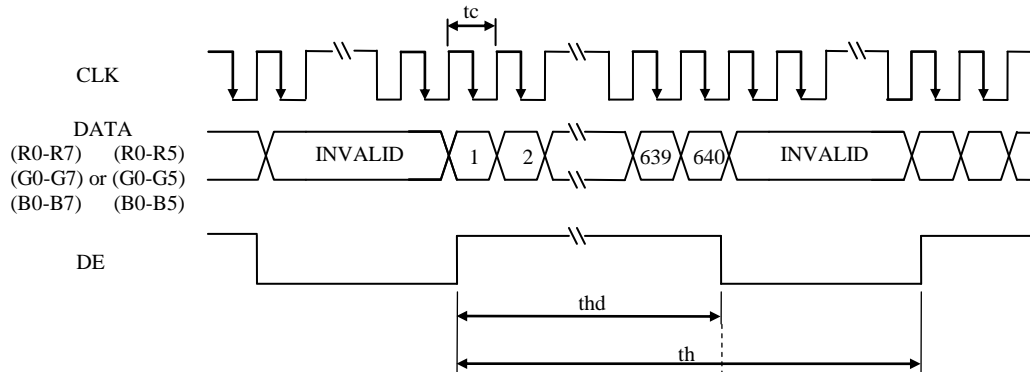 tc
CLK
DATA
(R0-R7) (R0-R5)
(G0-G7) or (G0-G5)
(B0-B7) (B0-B5)
INVALID 1 2 639 640 INVALID
DE
thd
th